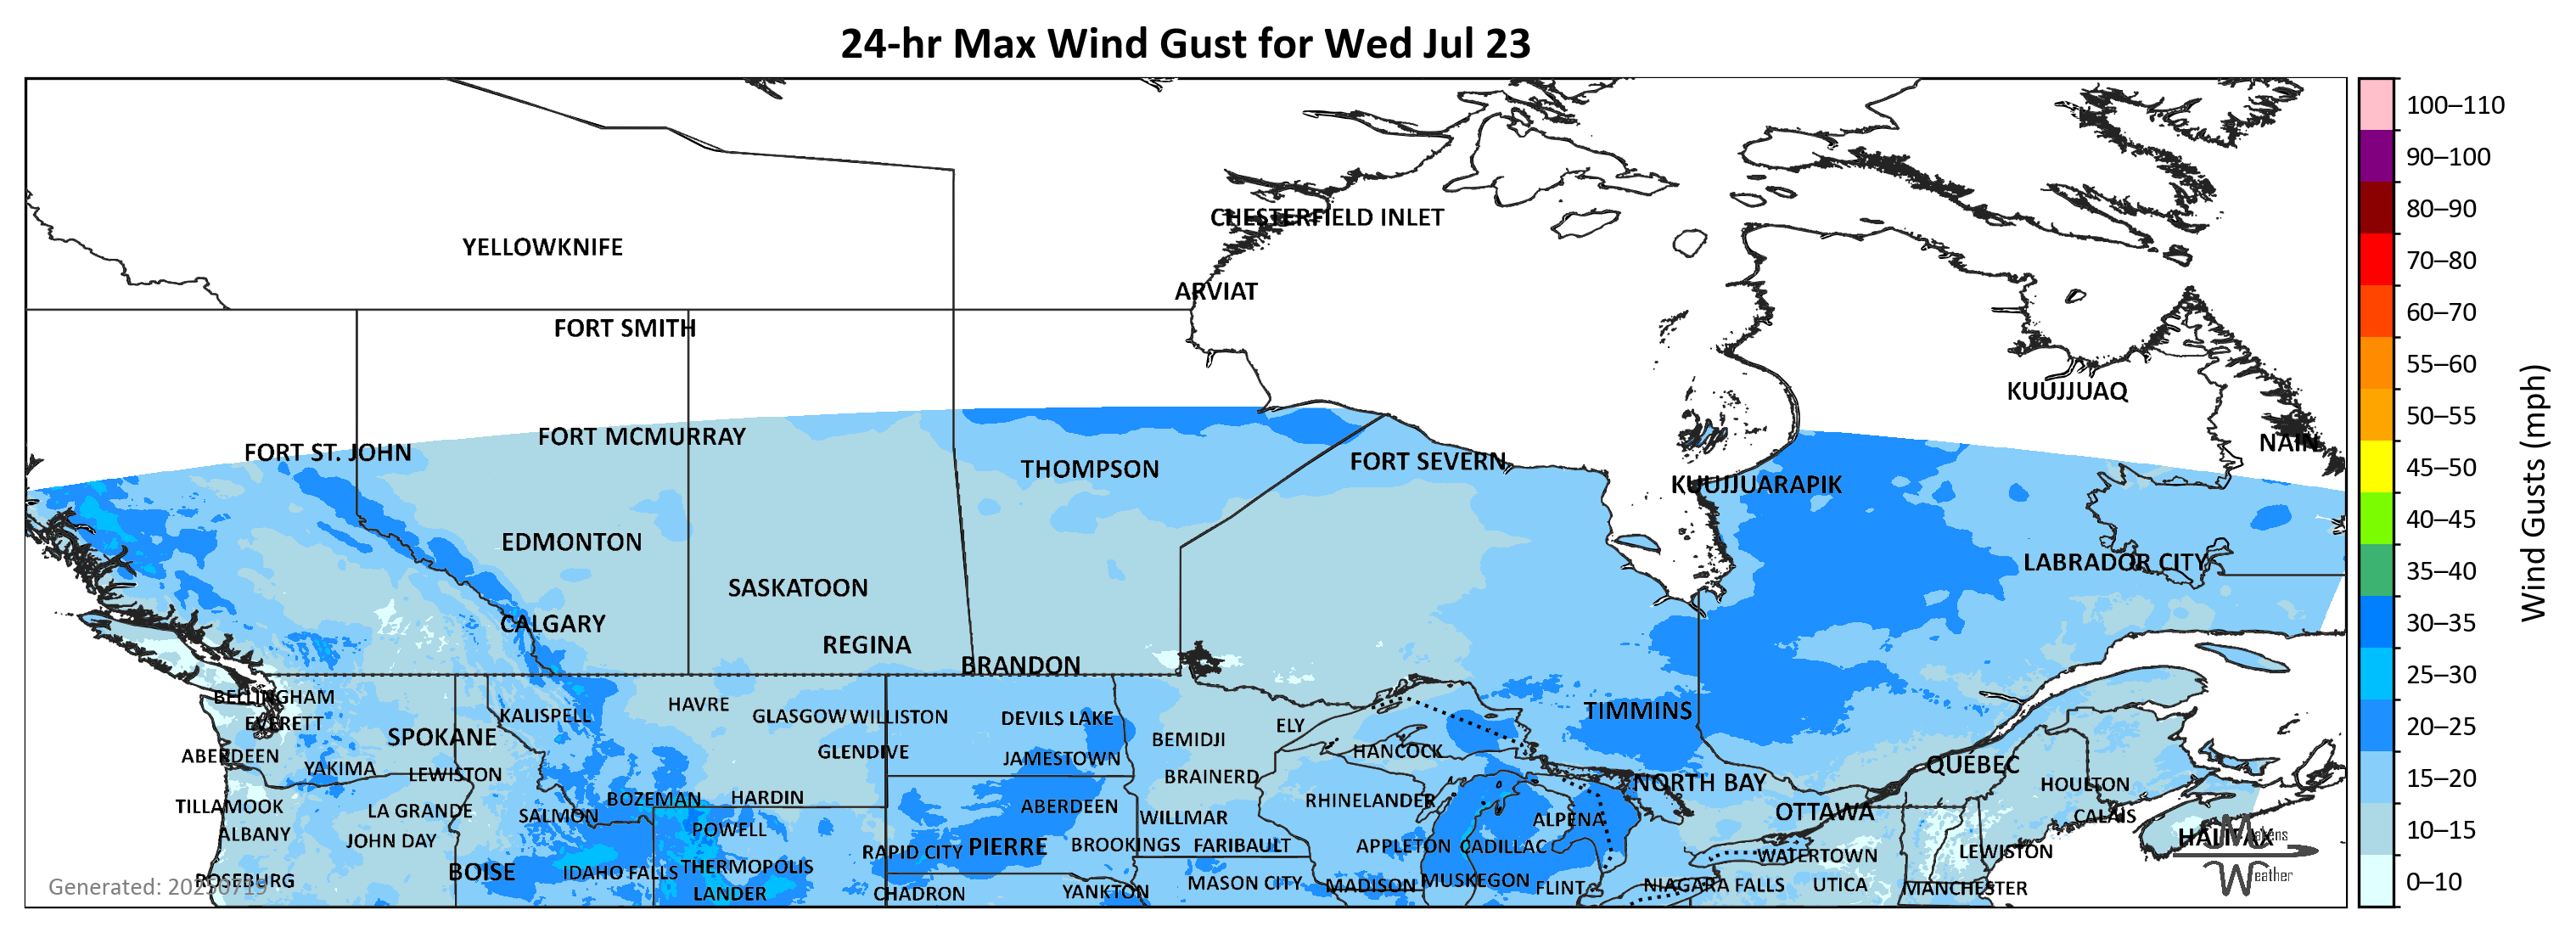 24-hr Max Wind Gust for Wed Jul 23
100–110
90–100
80–90
CHESTERFIELD INLET
YELLOWKNIFE
70–80
ARVIAT
60–70
FORT SMITH
55–60
KUUJJUAQ
50–55
FORT MCMURRAY
NAIN
FORT ST. JOHN
FORT SEVERN
THOMPSON
45–50
KUUJJUARAPIK
40–45
EDMONTON
LABRADOR CITY
35–40
Wind Gusts (mph)
SASKATOON
CALGARY
30–35
REGINA
BRANDON
25–30
BELLINGHAM
HAVRE
TIMMINS
KALISPELL
GLASGOW
WILLISTON
DEVILS LAKE
EVERETT
ELY
20–25
SPOKANE
BEMIDJI
ABERDEEN
GLENDIVE
HANCOCK
JAMESTOWN
QUÉBEC
YAKIMA
LEWISTON
BRAINERD
15–20
NORTH BAY
HOULTON
BOZEMAN
HARDIN
RHINELANDER
TILLAMOOK
LA GRANDE
ABERDEEN
OTTAWA
SALMON
WILLMAR
ALPENA
CALAIS
10–15
POWELL
ALBANY
HALIFAX
Makens
JOHN DAY
RAPID CITY
PIERRE
BROOKINGS
FARIBAULT
APPLETON
CADILLAC
WATERTOWN
LEWISTON
THERMOPOLIS
BOISE
IDAHO FALLS
Weather
ROSEBURG
Generated: 20250719
MASON CITY
MADISON
MUSKEGON
FLINT
NIAGARA FALLS
UTICA
MANCHESTER
0–10
LANDER
CHADRON
YANKTON